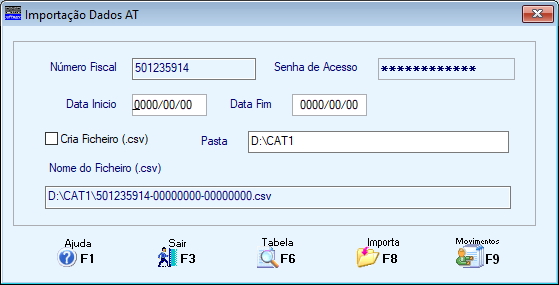 Importação Dados AT
Número Fiscal 501235914 Senha de Acesso ************
Data Inicio 0000/00/00 Data Fim 0000/00/00
Cria Ficheiro (.csv) Pasta D:\CAT1
Nome do Ficheiro (.csv)
D:\CAT1\501235914-00000000-00000000.csv
Ajuda Sair Tabela Importa Movimentos
F1 F3 F6 F8 F9